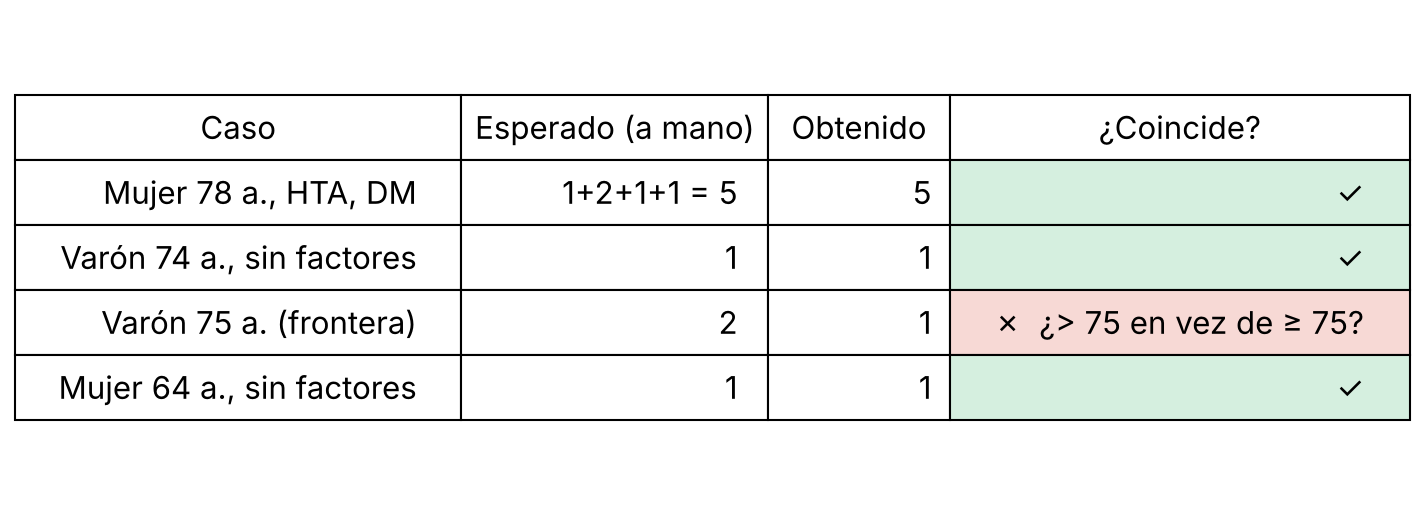 Caso Esperado (a mano) Obtenido ¿Coincide?
Mujer 78 a., HTA, DM 1+2+1+1 = 5 5 ✓
Varón 74 a., sin factores 1 1 ✓
Varón 75 a. (frontera) 2 1 × ¿> 75 en vez de ≥ 75?
Mujer 64 a., sin factores 1 1 ✓